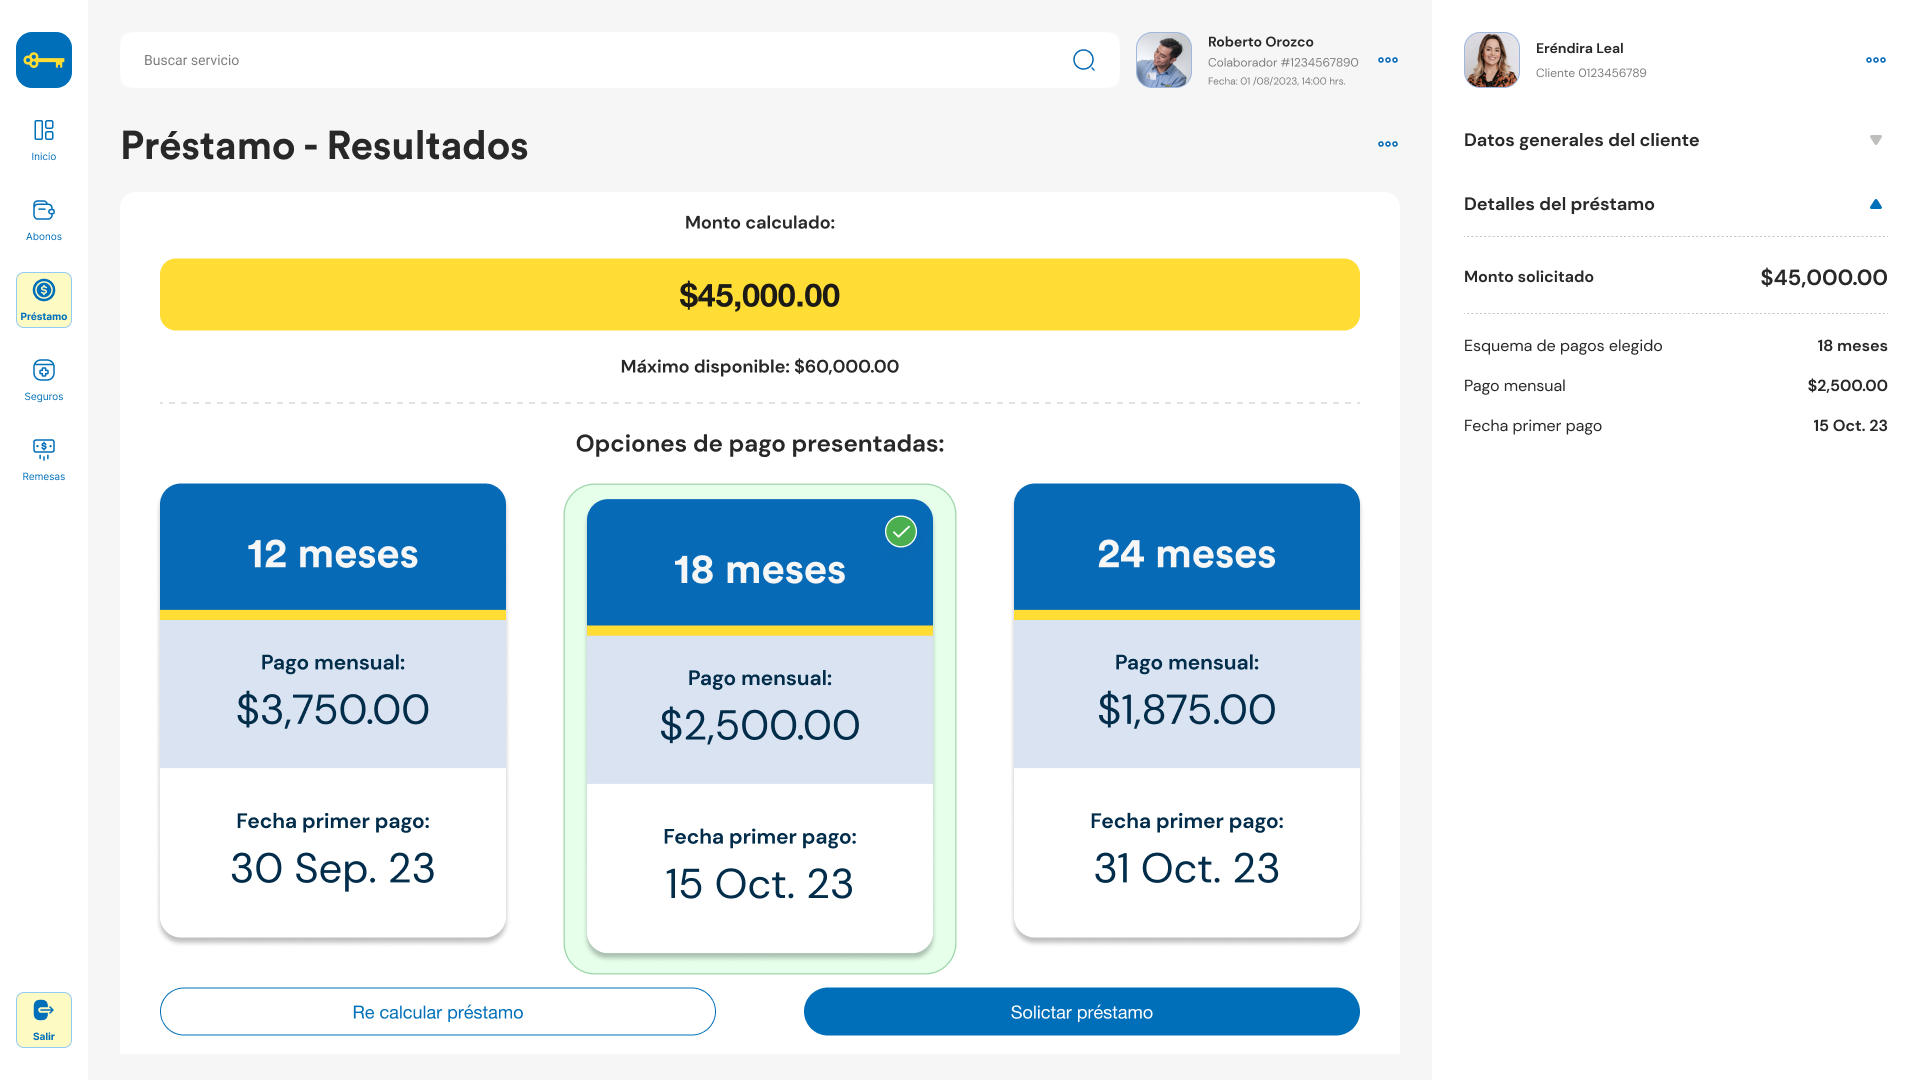 Inicio
Abonos
Préstamo
Seguros
Remesas
Salir
Buscar servicio
Roberto Orozco
Colaborador #1234567890
Fecha: 01 /08/2023, 14:00 hrs.
Préstamo - Resultados
Monto calculado:
$45,000.00
Máximo disponible: $60,000.00
Opciones de pago presentadas:
12 meses
Pago mensual:
$3,750.00
Fecha primer pago:
30 Sep. 23
18 meses
Pago mensual:
$2,500.00
Fecha primer pago:
15 Oct. 23
24 meses
Pago mensual:
$1,875.00
Fecha primer pago:
31 Oct. 23
Re calcular préstamo
Solictar préstamo
Eréndira Leal
Cliente 0123456789
Datos generales del cliente
Detalles del préstamo
Monto solicitado $45,000.00
Esquema de pagos elegido 18 meses
Pago mensual $2,500.00
Fecha primer pago 15 Oct. 23